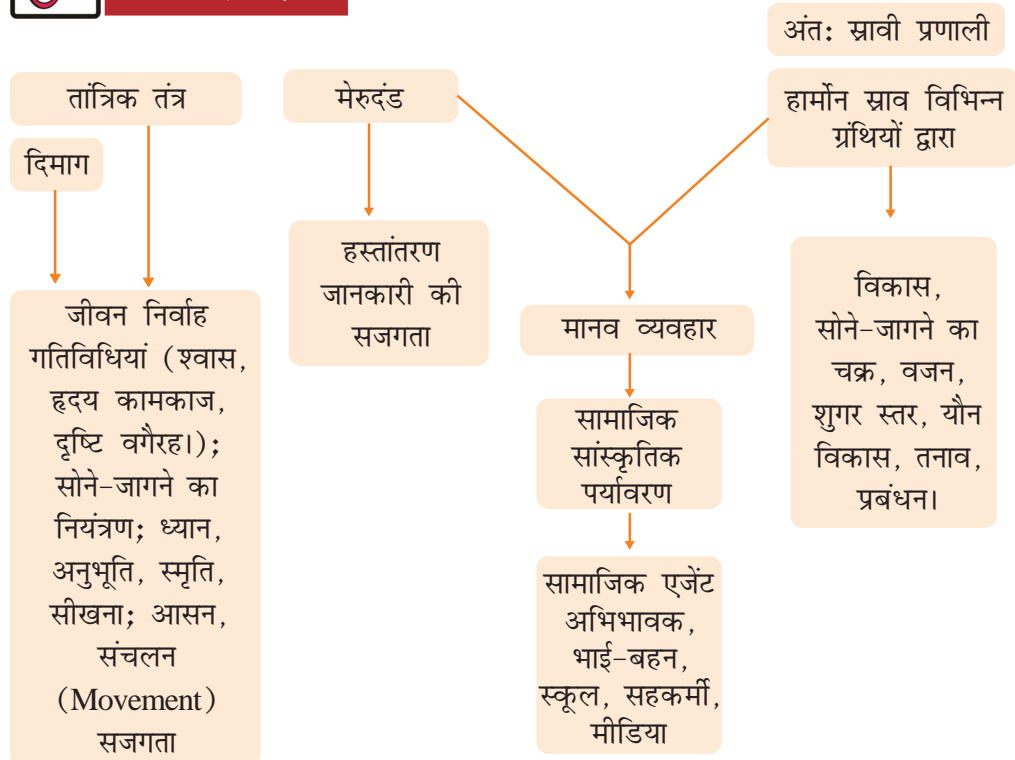 अंत: स्रावी प्रणाली
तांत्रिक तंत्र
मेरुदंड
हार्मोन स्राव विभिन्न
ग्रंथियों द्वारा
दिमाग
हस्तांतरण
जानकारी की
सजगता
विकास,
सोने-जागने का
चक्र, वजन,
शुगर स्तर, यौन
विकास, तनाव,
प्रबंधन।
जीवन निर्वाह
गतिविधियां (श्वास,
हृदय कामकाज,
दृष्टि वगैरह।);
सोने-जागने का
नियंत्रण; ध्यान,
अनुभूति, स्मृति,
सीखना; आसन,
संचलन
(Movement)
सजगता
मानव व्यवहार
सामाजिक
सांस्कृतिक
पर्यावरण
सामाजिक एजेंट
अभिभावक,
भाई-बहन,
स्कूल, सहकर्मी,
मीडिया